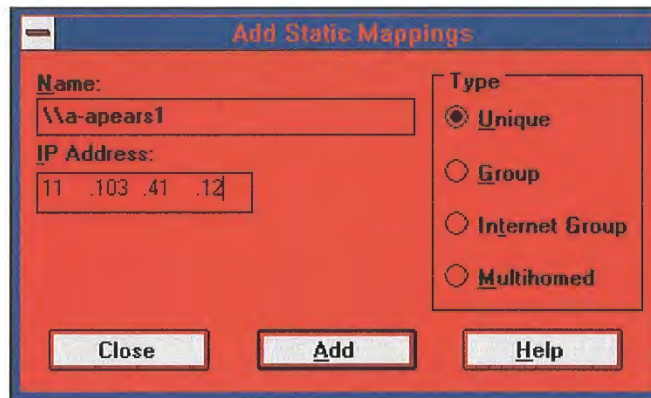 Add Static Mappings
Name:
\\a-apears1
IP Address:
11 .103 .41 .12
Type
Unique
Group
Internet Group
Multihomed
Close
Add
Help